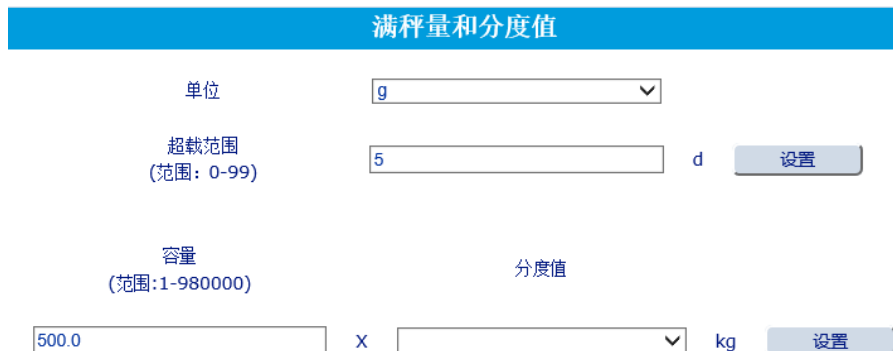 满秤量和分度值
单位 g
超载范围
(范围：0-99) 5 d 设置
容量
(范围:1-980000) 分度值
500.0 X kg 设置